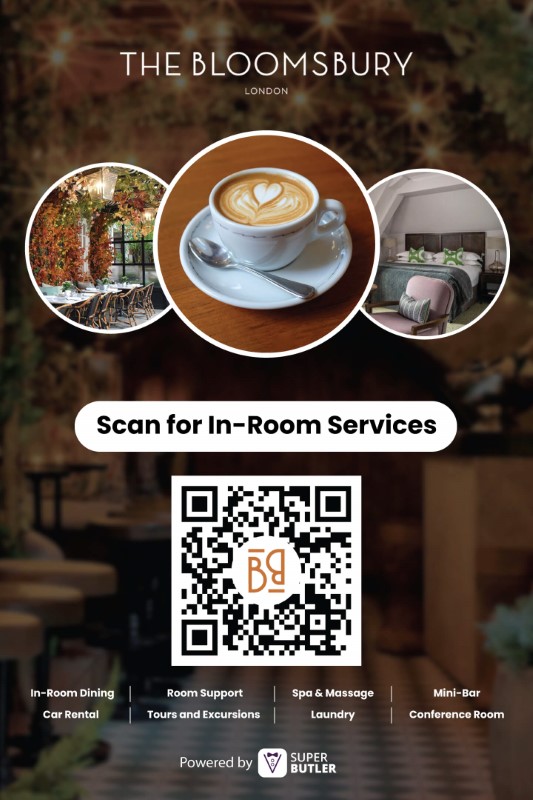 THE BLOOMSBURY
LONDON
Scan for In-Room Services
BB
In-Room Dining | Room Support | Spa & Massage | Mini-Bar
Car Rental | Tours and Excursions | Laundry | Conference Room
Powered by SUPER BUTLER